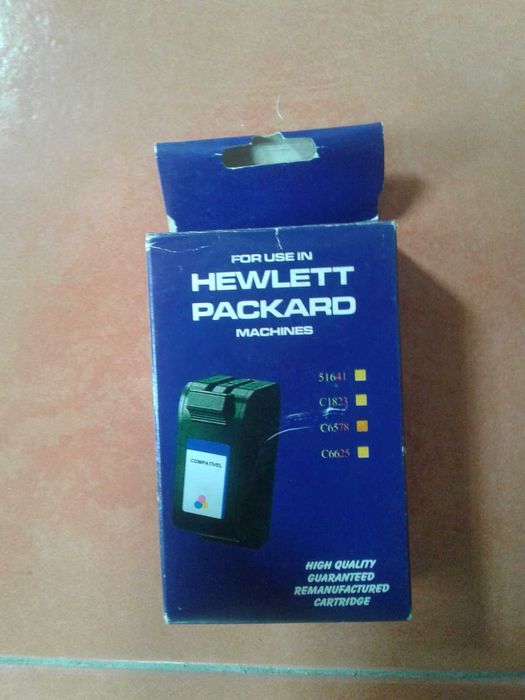 FOR USE IN
HEWLETT
PACKARD
MACHINES
51641
C1823
C6578
C6625
COMPATIVEL
HIGH QUALITY
GUARANTEED
REMANUFACTURED
CARTRIDGE